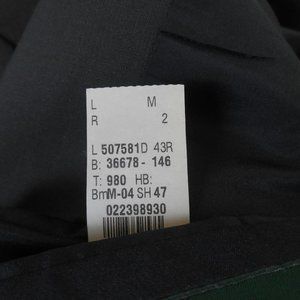 L M
R 2
L 507581D 43R
B: 36678 - 146
T: 980 HB:
BmM-04 SH 47
022398930